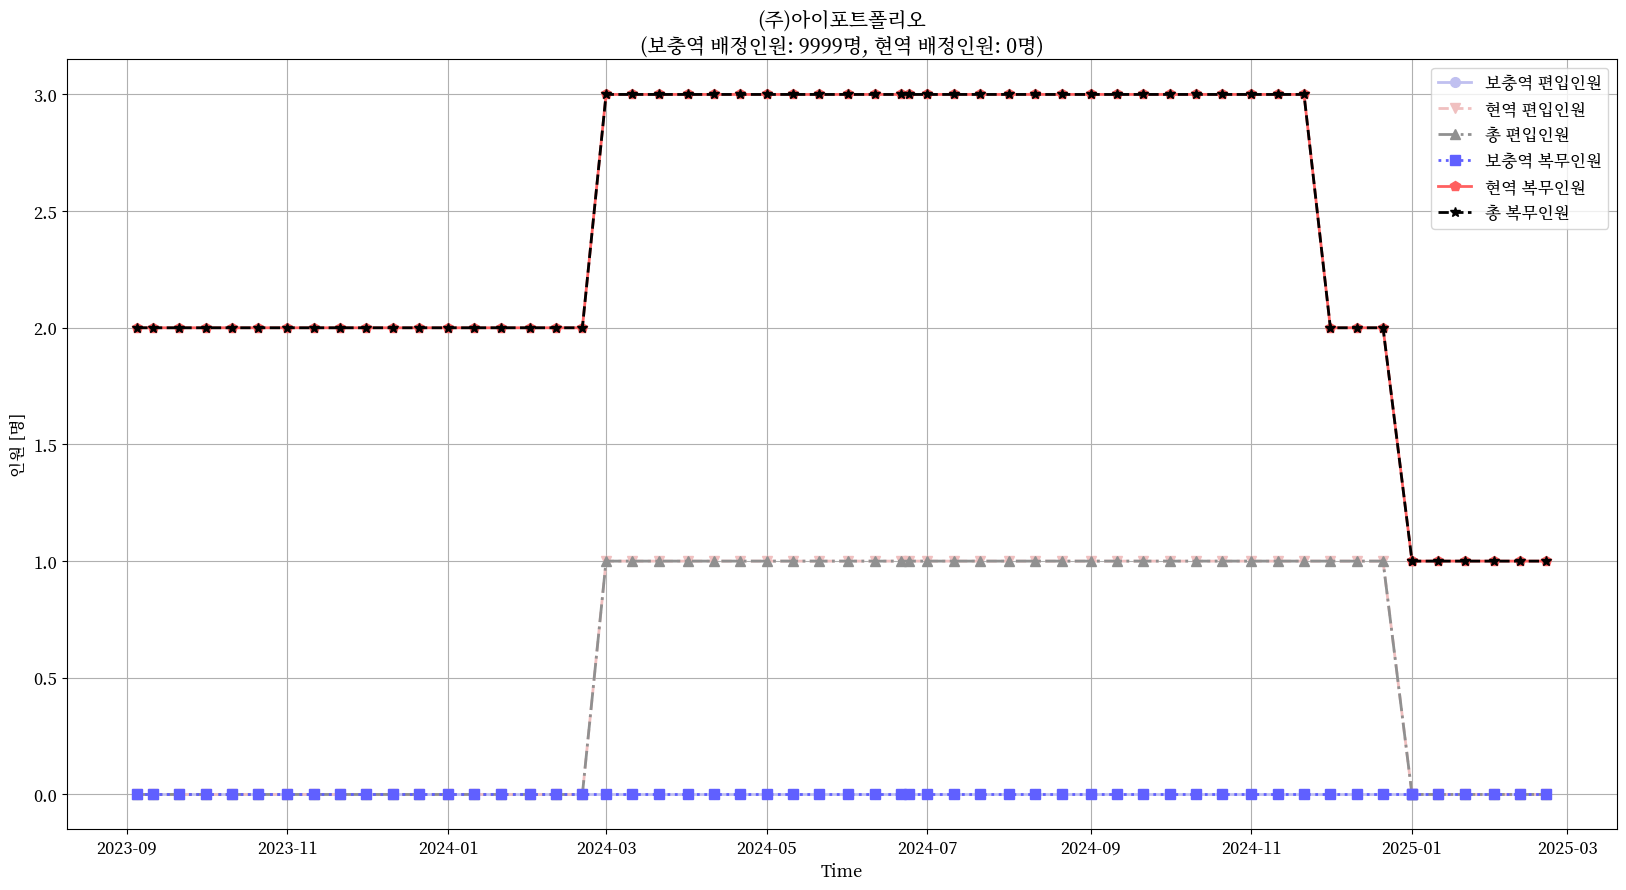 (주)아이포트폴리오
(보충역 배정인원: 9999명, 현역 배정인원: 0명)
보충역 편입인원
현역 편입인원
총 편입인원
보충역 복무인원
현역 복무인원
총 복무인원
인원 [명]
3.0
2.5
2.0
1.5
1.0
0.5
0.0
2023-09 2023-11 2024-01 2024-03 2024-05 2024-07 2024-09 2024-11 2025-01 2025-03
Time